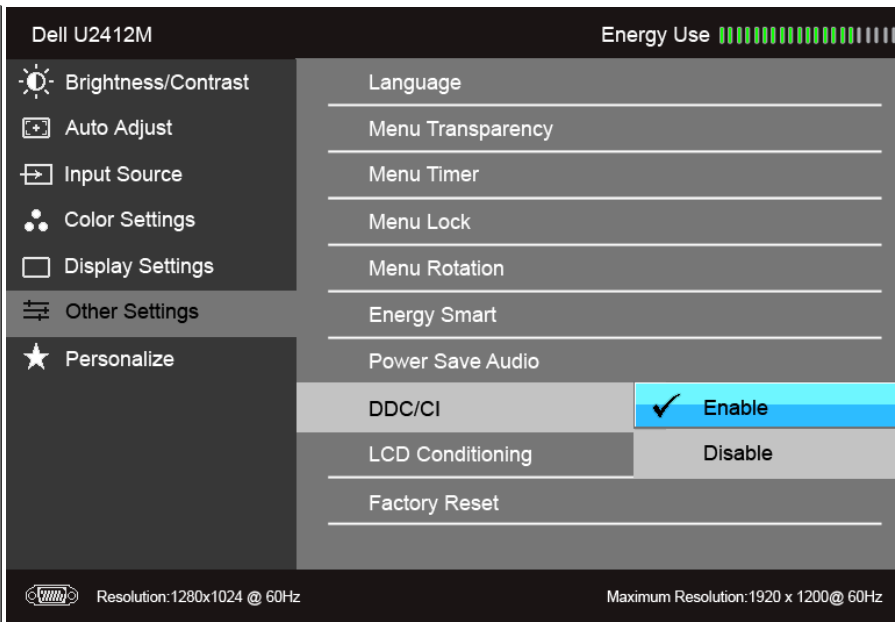 Dell U2412M Energy Use
Brightness/Contrast
Auto Adjust
Input Source
Color Settings
Display Settings
Other Settings
Personalize
Language
Menu Transparency
Menu Timer
Menu Lock
Menu Rotation
Energy Smart
Power Save Audio
DDC/CI Enable
LCD Conditioning Disable
Factory Reset
Resolution:1280x1024 @ 60Hz Maximum Resolution:1920 x 1200@ 60Hz